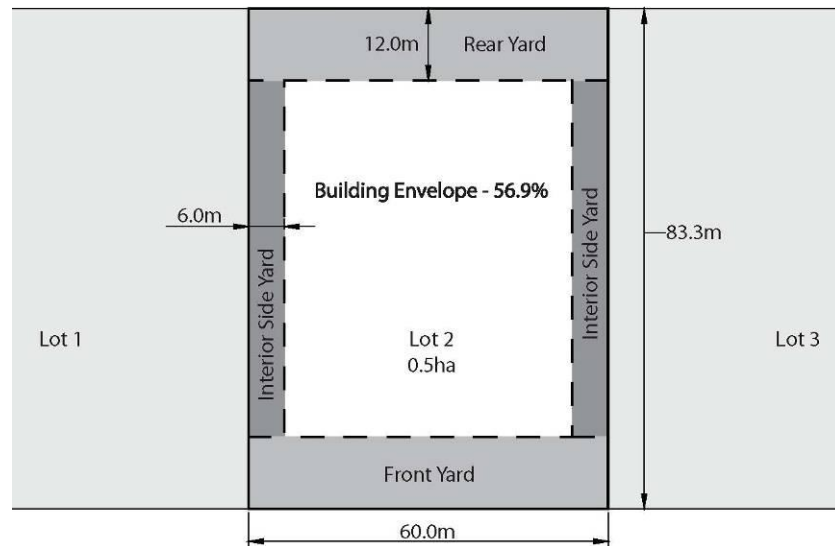 12.0m
Rear Yard
Building Envelope - 56.9%
6.0m
Interior Side Yard
Interior Side Yard
83.3m
Lot 1
Lot 2
0.5ha
Lot 3
Front Yard
60.0m